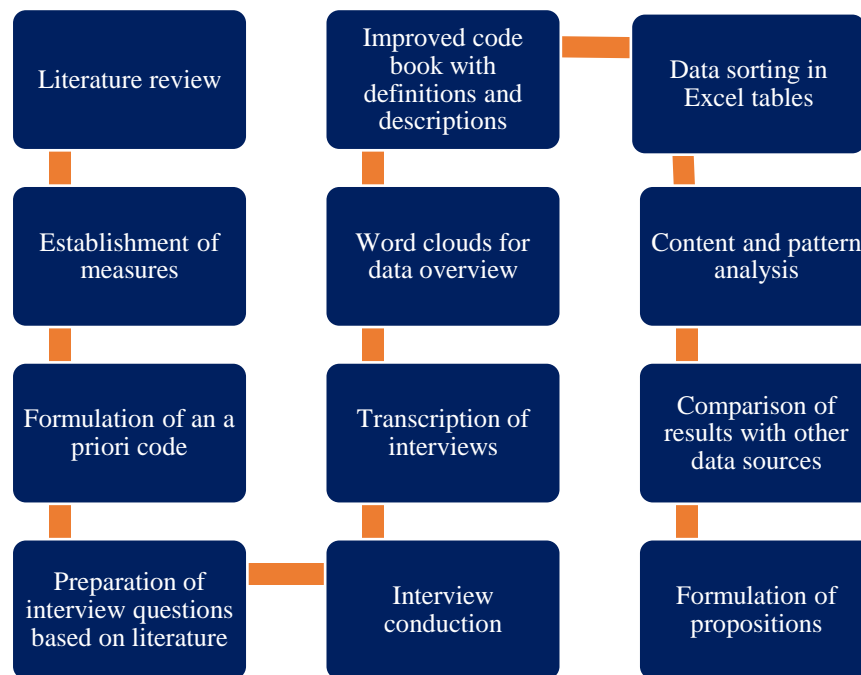 Literature review
Establishment of
measures
Formulation of an a
priori code
Preparation of
interview questions
based on literature
Interview
conduction
Transcription of
interviews
Word clouds for
data overview
Improved code
book with
definitions and
descriptions
Data sorting in
Excel tables
Content and pattern
analysis
Comparison of
results with other
data sources
Formulation of
propositions